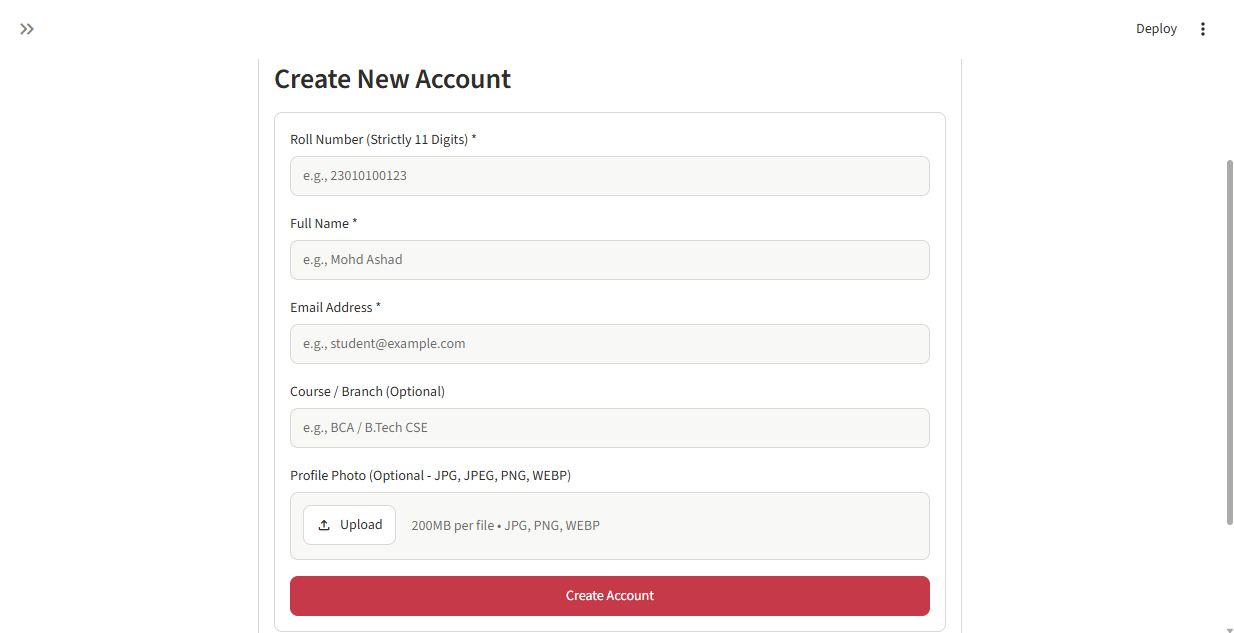 Deploy
Create New Account
Roll Number (Strictly 11 Digits) *
e.g., 23010100123
Full Name *
e.g., Mohd Ashad
Email Address *
e.g., student@example.com
Course / Branch (Optional)
e.g., BCA / B.Tech CSE
Profile Photo (Optional - JPG, JPEG, PNG, WEBP)
Upload 200MB per file • JPG, PNG, WEBP
Create Account